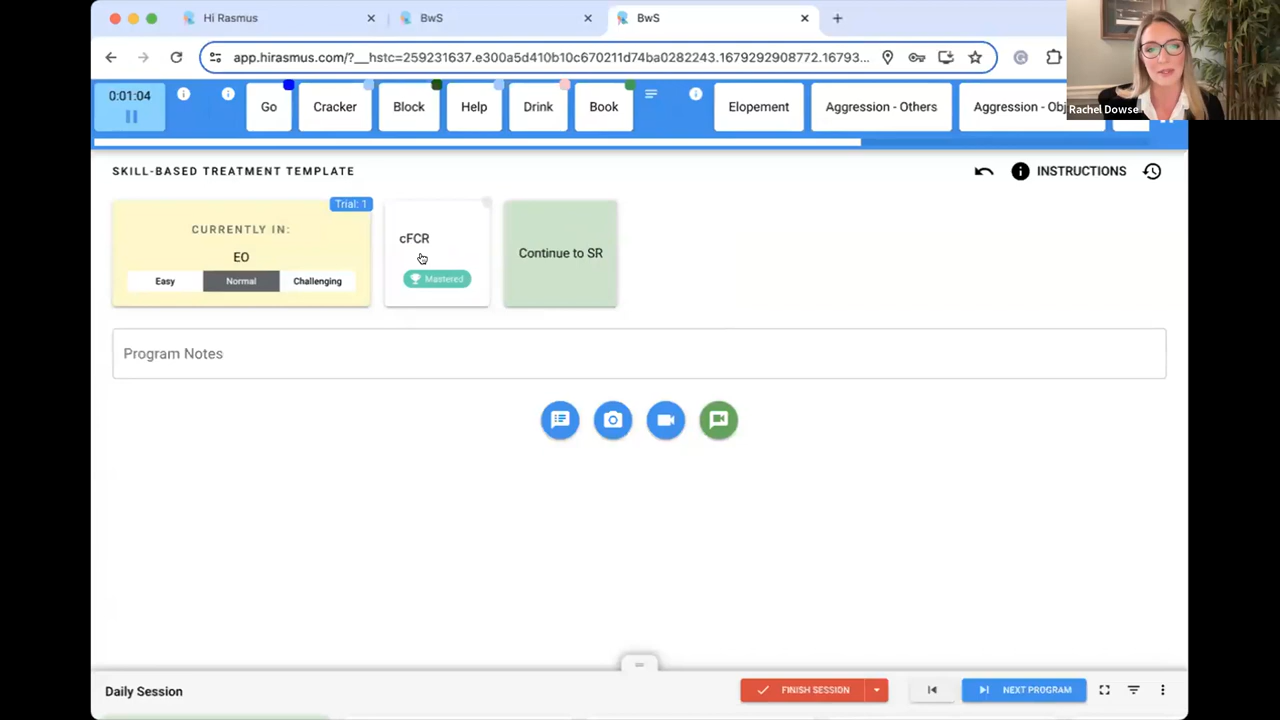 Hi Rasmus
BwS
BwS
app.hirasmus.com/?__hstc=259231637.e300a5d410b10c670211d74ba0282243.1679292908772.16793...
Rachel Dowse
0:01:04
Go
Cracker
Block
Help
Drink
Book
Elopement
Aggression - Others
Aggression - Obj
SKILL-BASED TREATMENT TEMPLATE
INSTRUCTIONS
Trial: 1
CURRENTLY IN:
EO
Easy
Normal
Challenging
cFCR
Mastered
Continue to SR
Program Notes
Daily Session
FINISH SESSION
NEXT PROGRAM